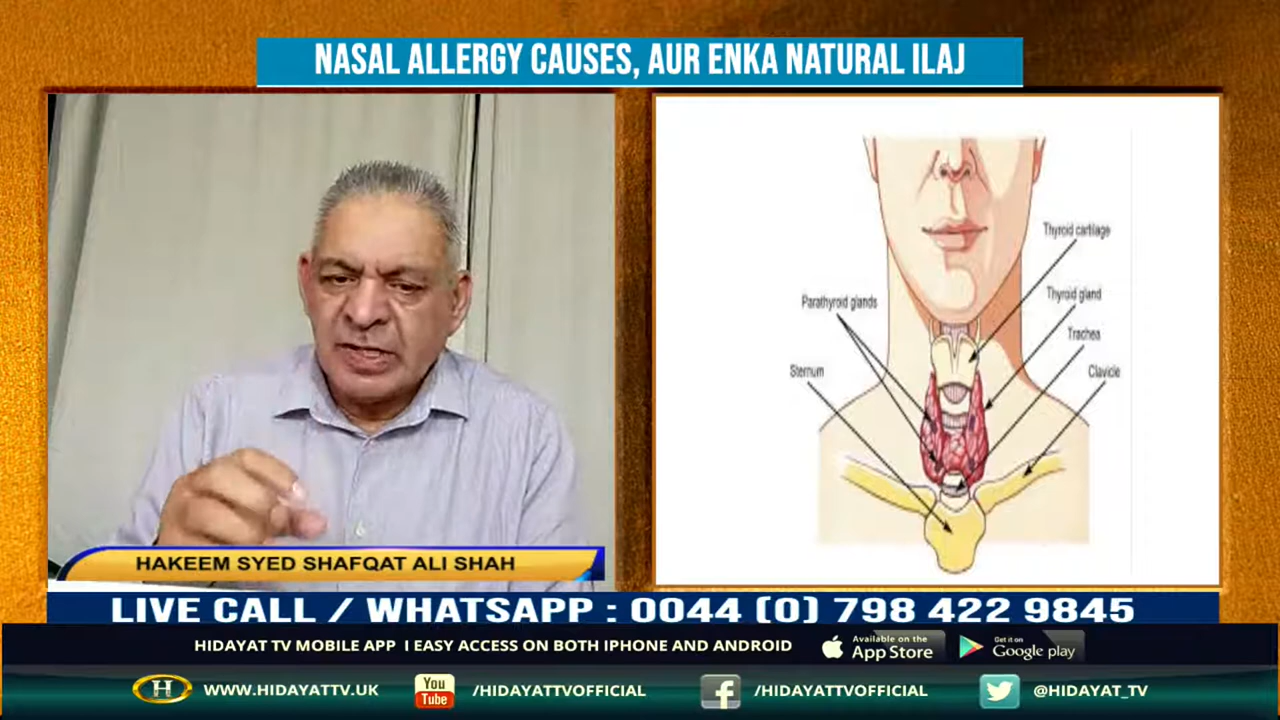 NASAL ALLERGY CAUSES, AUR ENKA NATURAL ILAJ
Thyroid cartilage
Thyroid gland
Parathyroid glands
Trachea
Sternum
Clavicle
HAKEEM SYED SHAFQAT ALI SHAH
LIVE CALL / WHATSAPP : 0044 (0) 798 422 9845
HIDAYAT TV MOBILE APP I EASY ACCESS ON BOTH IPHONE AND ANDROID
Available on the App Store
Get it on Google play
H WWW.HIDAYATTV.UK
You Tube /HIDAYATTVOFFICIAL
f /HIDAYATTVOFFICIAL
@HIDAYAT_TV